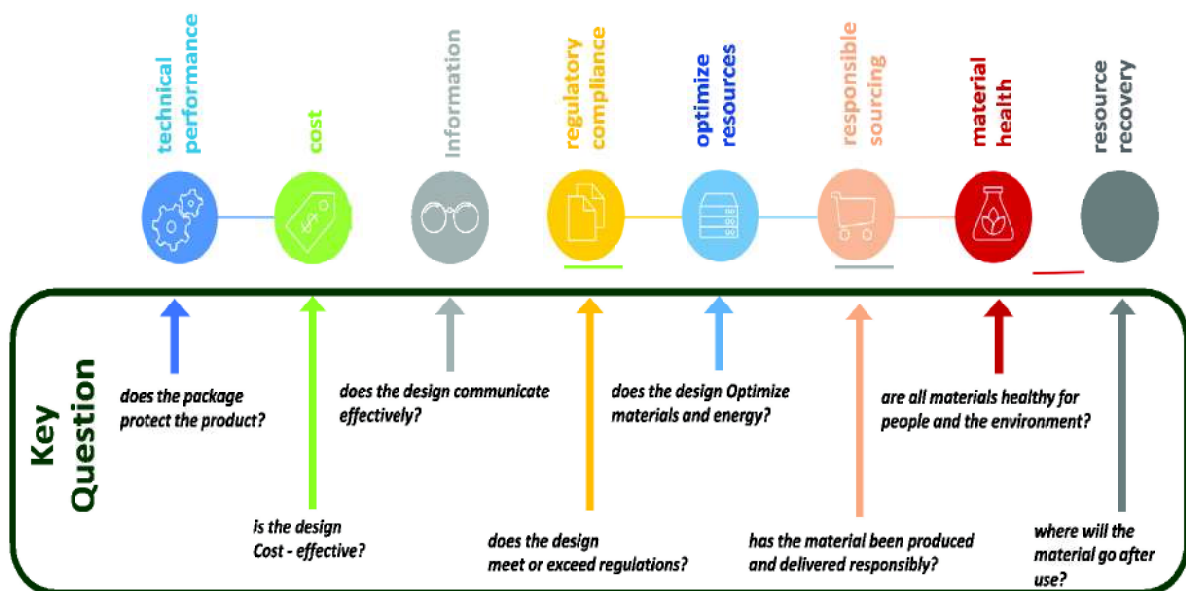 technical
performance
cost
Information
regulatory
compliance
optimize
resources
responsible
sourcing
material
health
resource
recovery
$
Key
Question
does the package
protect the product?
is the design
Cost - effective?
does the design communicate
effectively?
does the design
meet or exceed regulations?
does the design Optimize
materials and energy?
has the material been produced
and delivered responsibly?
are all materials healthy for
people and the environment?
where will the
material go after
use?